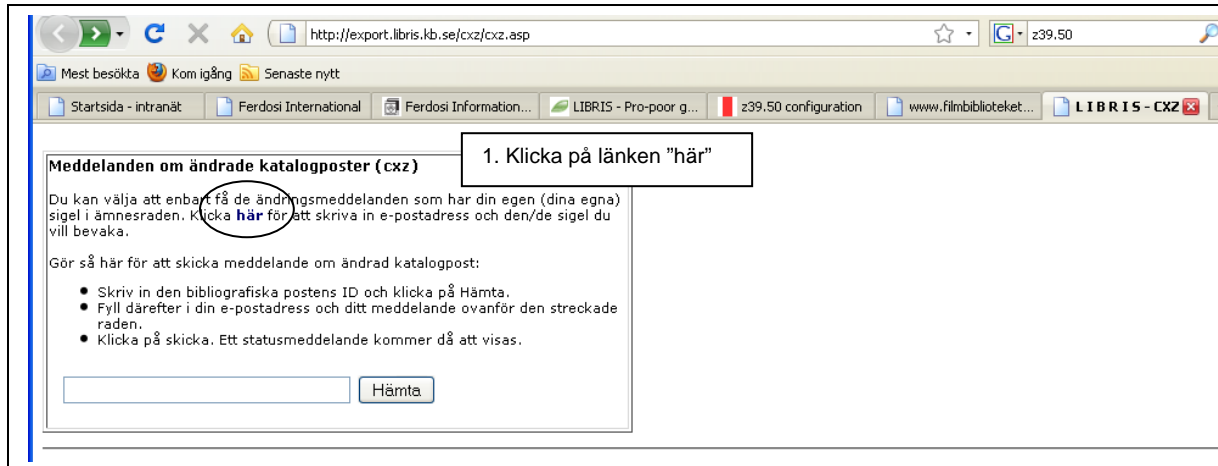 http://export.libris.kb.se/cxz/cxz.asp
z39.50
Mest besökta Kom igång Senaste nytt
Startsida - intranät Ferdosi International Ferdosi Information... LIBRIS - Pro-poor g... z39.50 configuration www.filmbiblioteket... L I B R I S - CXZ
1. Klicka på länken ”här”
Meddelanden om ändrade katalogposter (cxz)
Du kan välja att enbart få de ändringsmeddelanden som har din egen (dina egna)
sigel i ämnesraden. Klicka här för att skriva in e-postadress och den/de sigel du
vill bevaka.
Gör så här för att skicka meddelande om ändrad katalogpost:
• Skriv in den bibliografiska postens ID och klicka på Hämta.
• Fyll därefter i din e-postadress och ditt meddelande ovanför den streckade
raden.
• Klicka på skicka. Ett statusmeddelande kommer då att visas.
Hämta